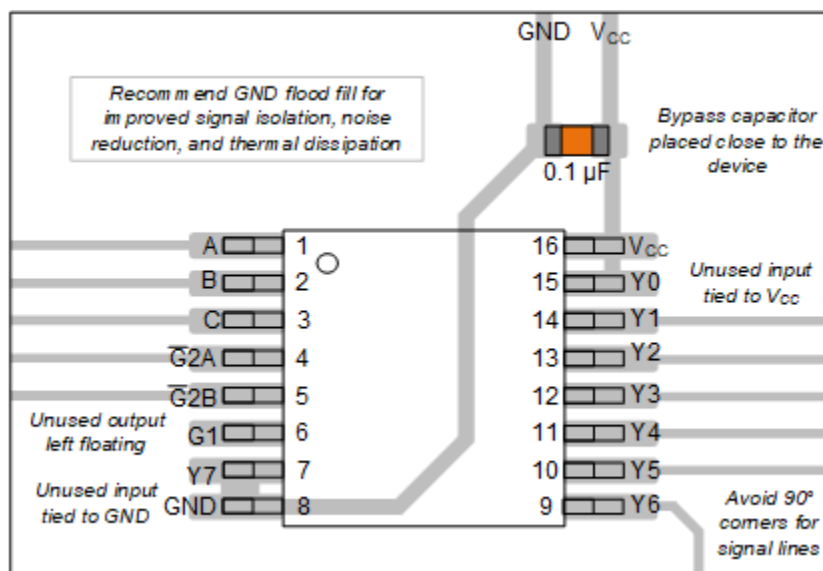 GND VCC
Recommend GND flood fill for
improved signal isolation, noise
reduction, and thermal dissipation
Bypass capacitor
placed close to the
device
0.1 µF
A 1 16 VCC
B 2 15 Y0
Unused input
tied to VCC
C 3 14 Y1
G̅2A 4 13 Y2
G̅2B 5 12 Y3
Unused output
left floating
G1 6 11 Y4
Y7 7 10 Y5
Unused input
tied to GND
GND 8 9 Y6
Avoid 90°
corners for
signal lines